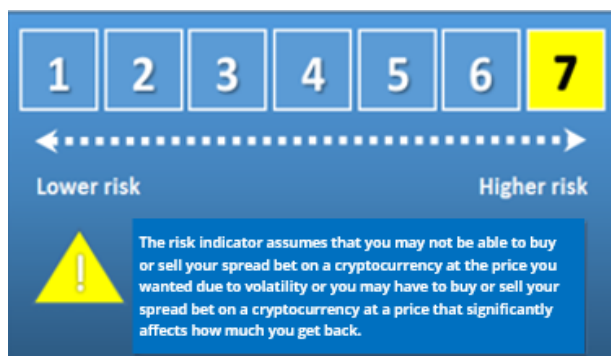 1 2 3 4 5 6 7
Lower risk Higher risk
!
The risk indicator assumes that you may not be able to buy
or sell your spread bet on a cryptocurrency at the price you
wanted due to volatility or you may have to buy or sell your
spread bet on a cryptocurrency at a price that significantly
affects how much you get back.